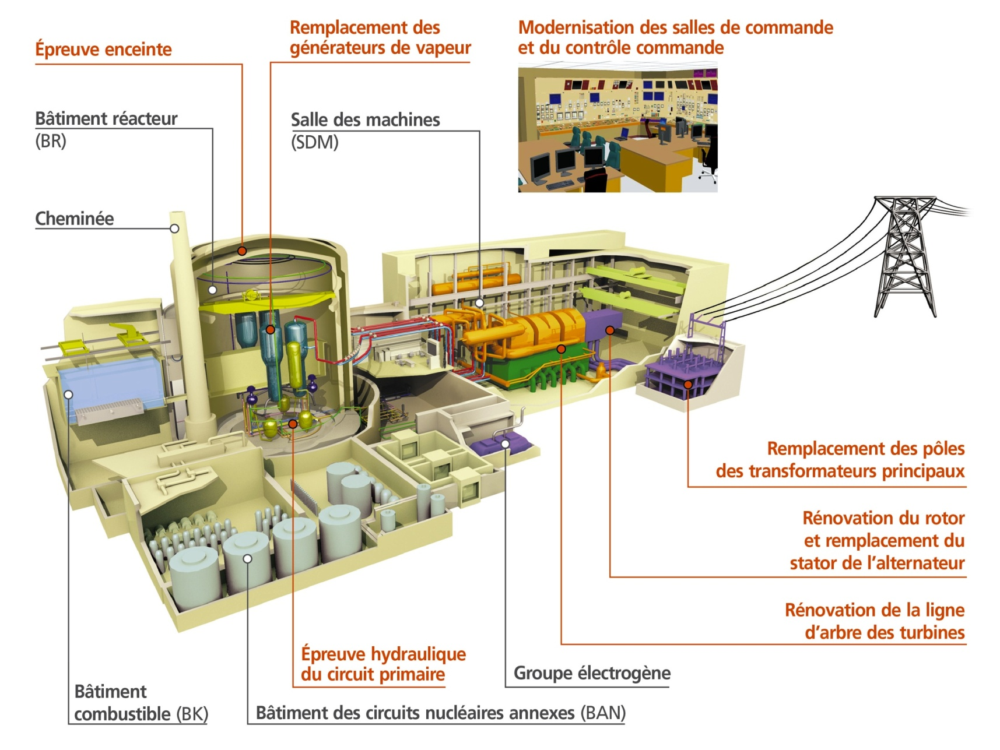 Épreuve enceinte
Remplacement des
générateurs de vapeur
Modernisation des salles de commande
et du contrôle commande
Bâtiment réacteur
(BR)
Salle des machines
(SDM)
Cheminée
Remplacement des pôles
des transformateurs principaux
Rénovation du rotor
et remplacement du
stator de l’alternateur
Rénovation de la ligne
d’arbre des turbines
Épreuve hydraulique
du circuit primaire
Groupe électrogène
Bâtiment
combustible (BK)
Bâtiment des circuits nucléaires annexes (BAN)